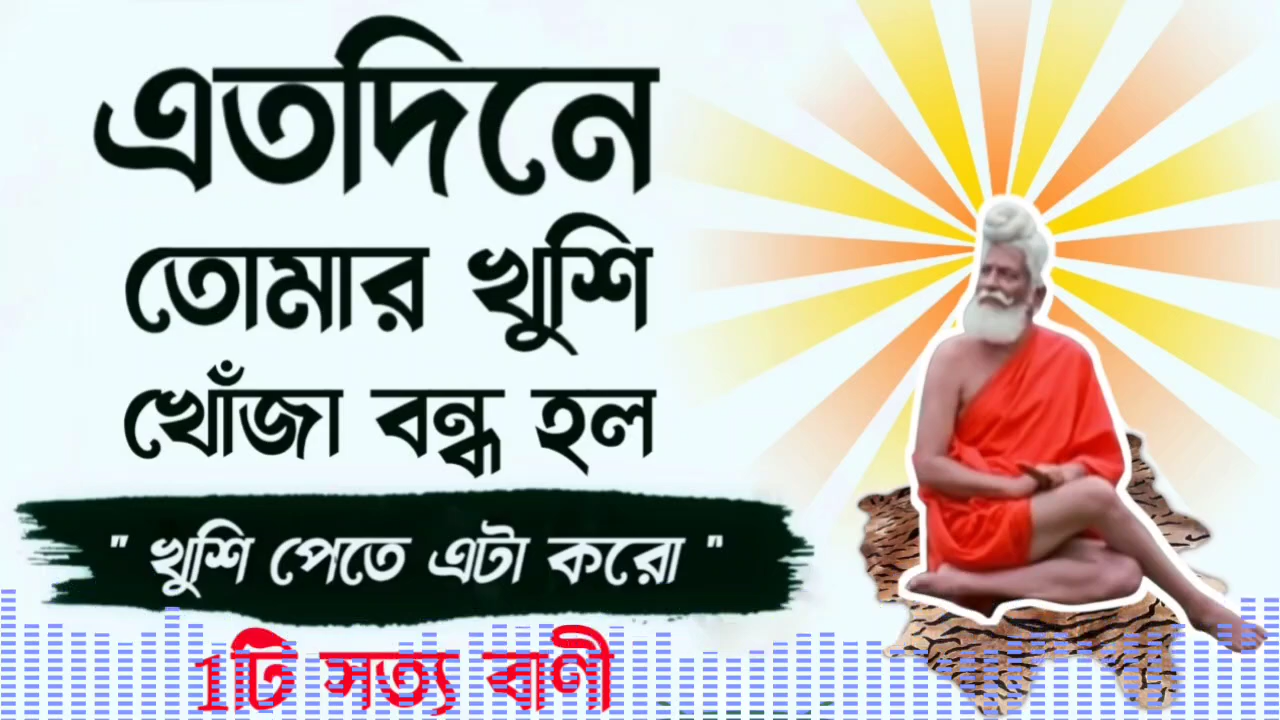 এতদিনে
তোমার খুশি
খোঁজা বন্ধ হল
" খুশি পেতে এটা করো "
1টি সত্য বাণী